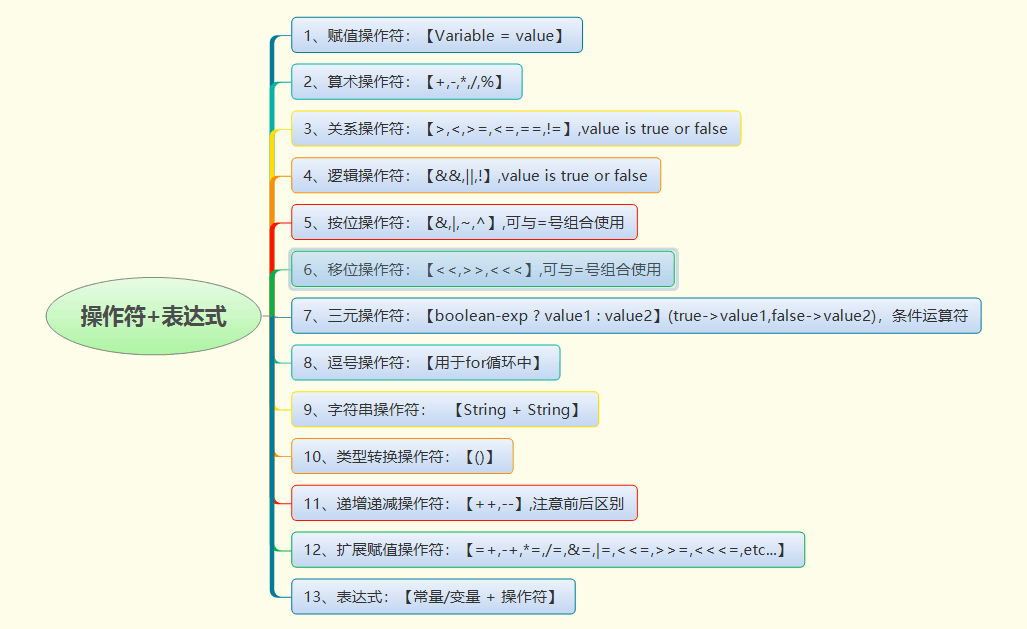 操作符+表达式
1、赋值操作符：【Variable = value】
2、算术操作符：【+,-,*,/,%】
3、关系操作符：【>,<,>=,<=,==,!=】,value is true or false
4、逻辑操作符：【&&,||,!】,value is true or false
5、按位操作符：【&,|,~,^】,可与=号组合使用
6、移位操作符：【<<,>>,<<<】,可与=号组合使用
7、三元操作符：【boolean-exp ? value1 : value2】(true->value1,false->value2)，条件运算符
8、逗号操作符：【用于for循环中】
9、字符串操作符： 【String + String】
10、类型转换操作符：【()】
11、递增递减操作符：【++,--】,注意前后区别
12、扩展赋值操作符：【=+,-+,*=,/=,&=,|=,<<=,>>=,<<<=,etc...】
13、表达式：【常量/变量 + 操作符】